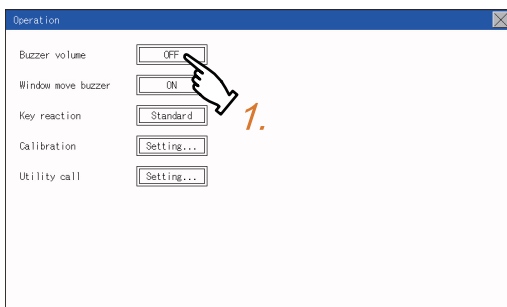 Operation
Buzzer volume OFF
Window move buzzer ON
Key reaction Standard
1.
Calibration Setting...
Utility call Setting...